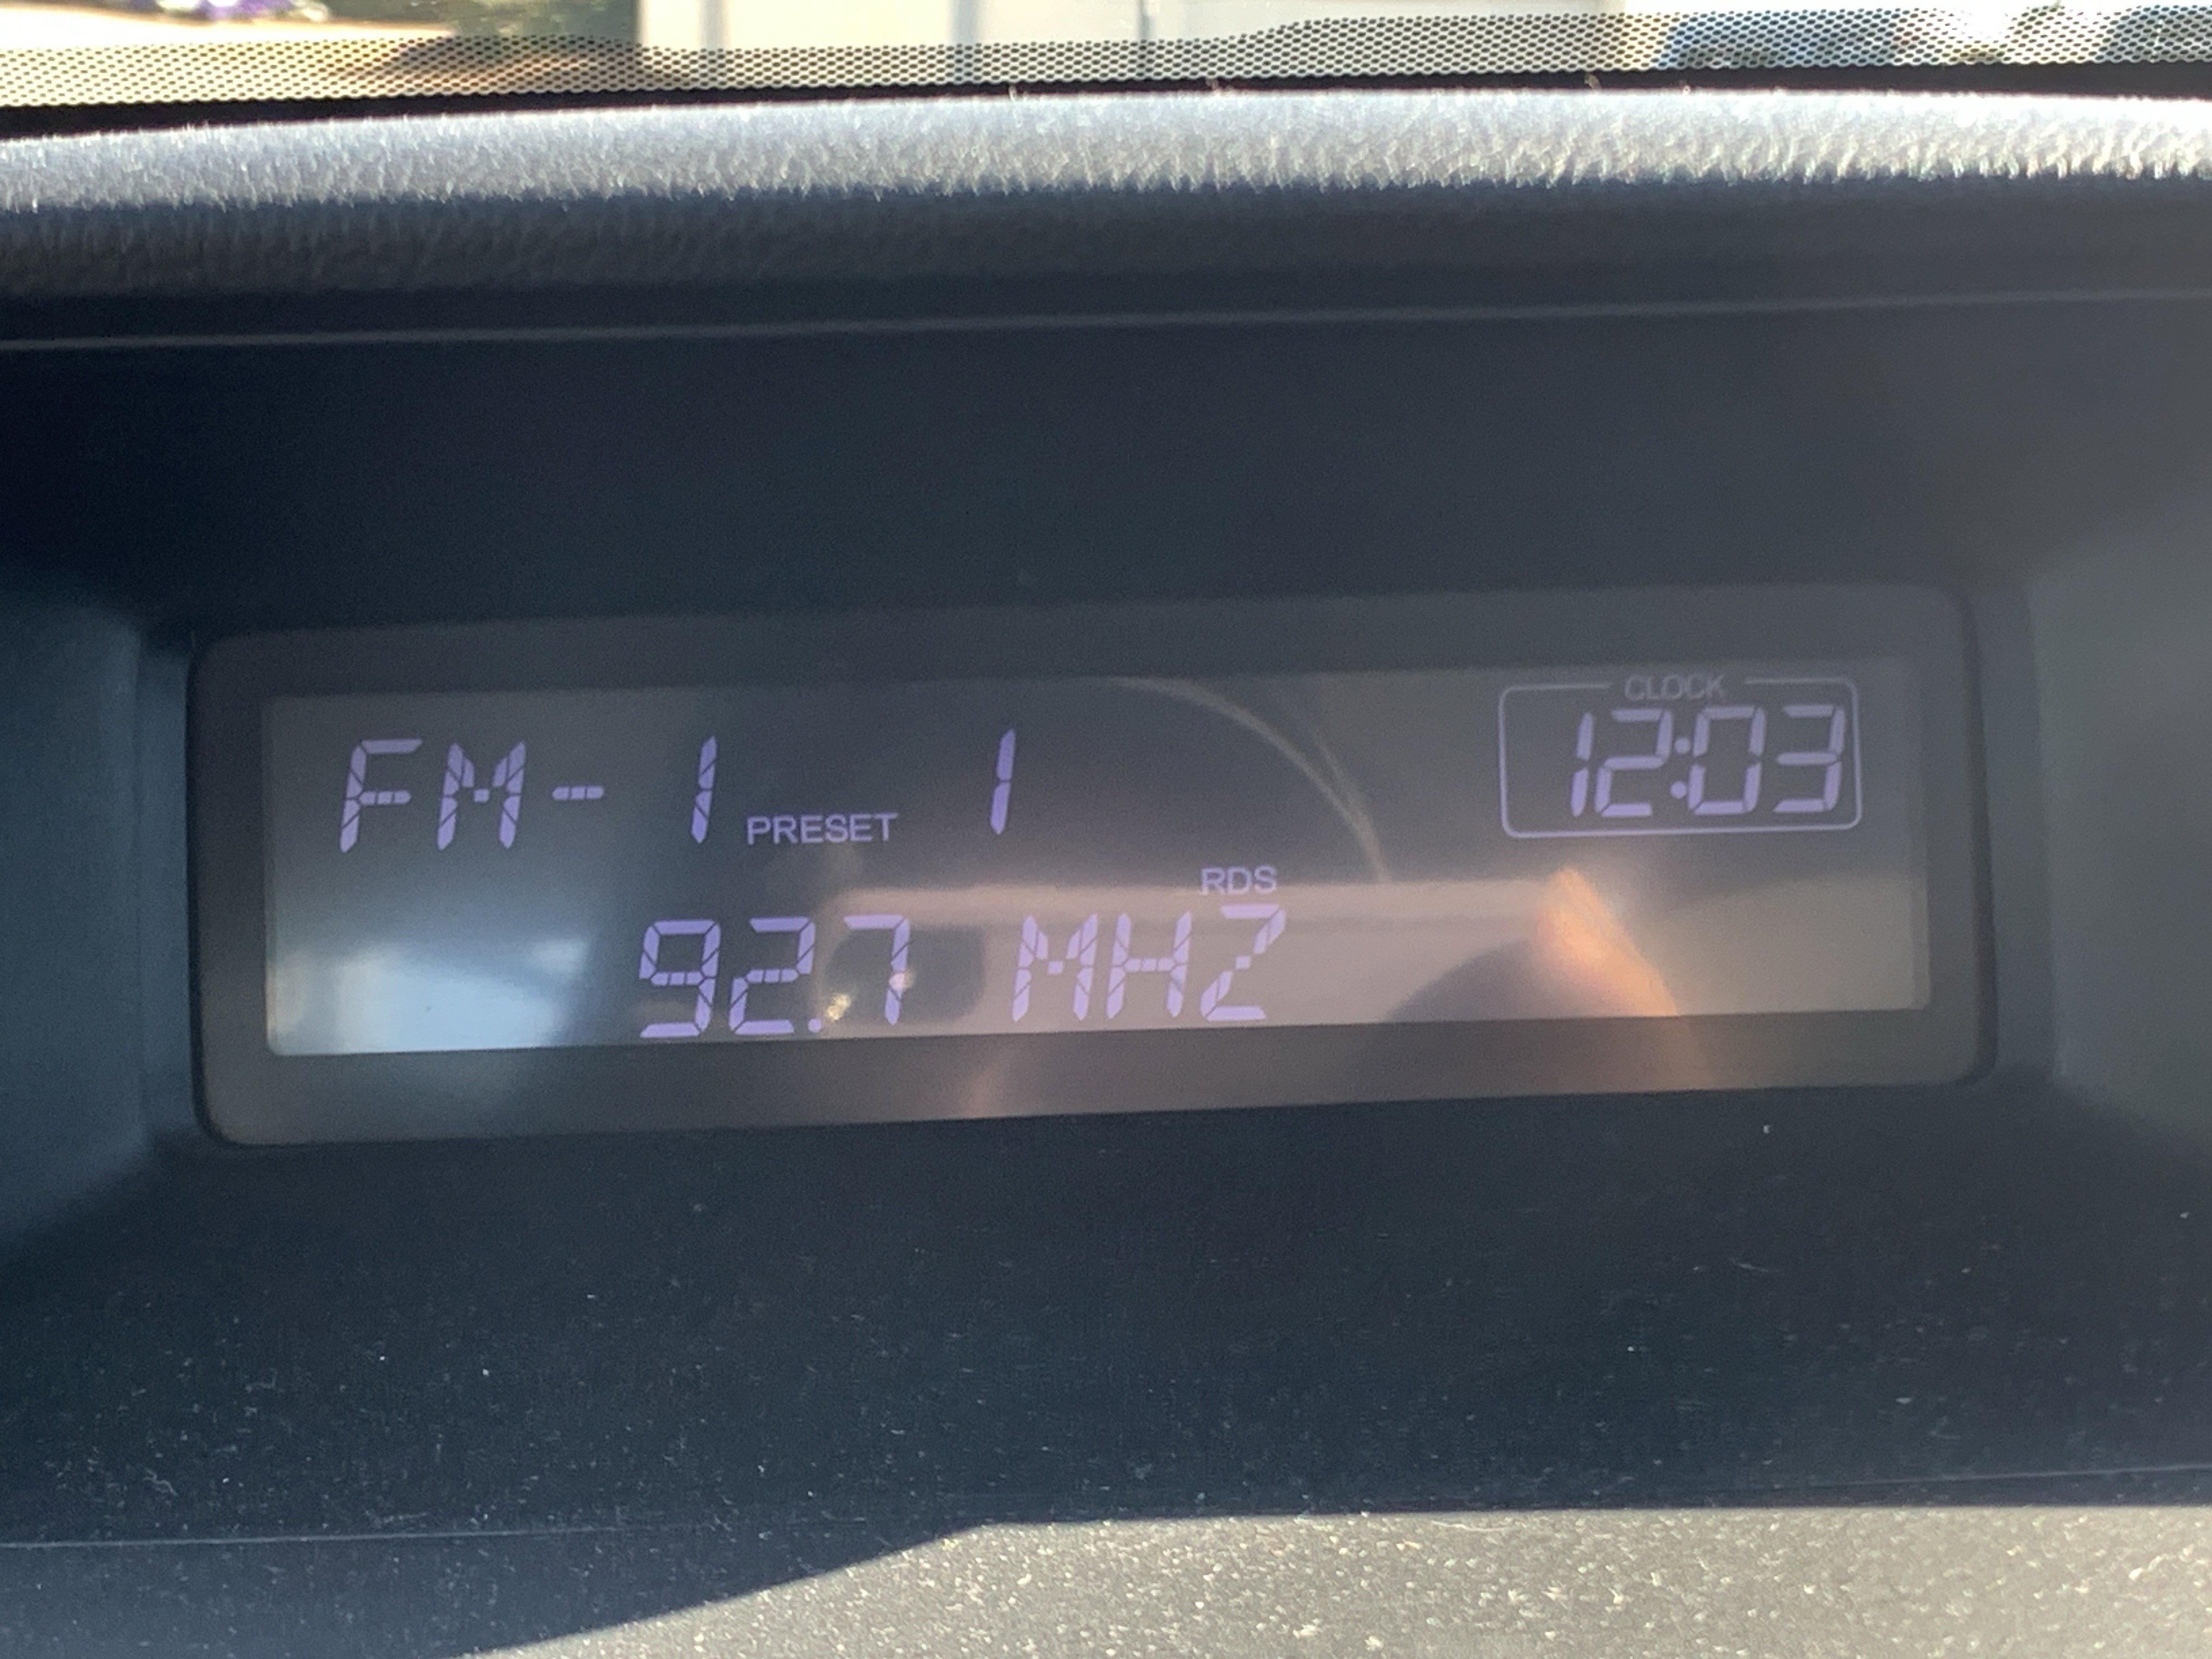 CLOCK
FM-1 PRESET 1 12:03
RDS
92.7 MHZ